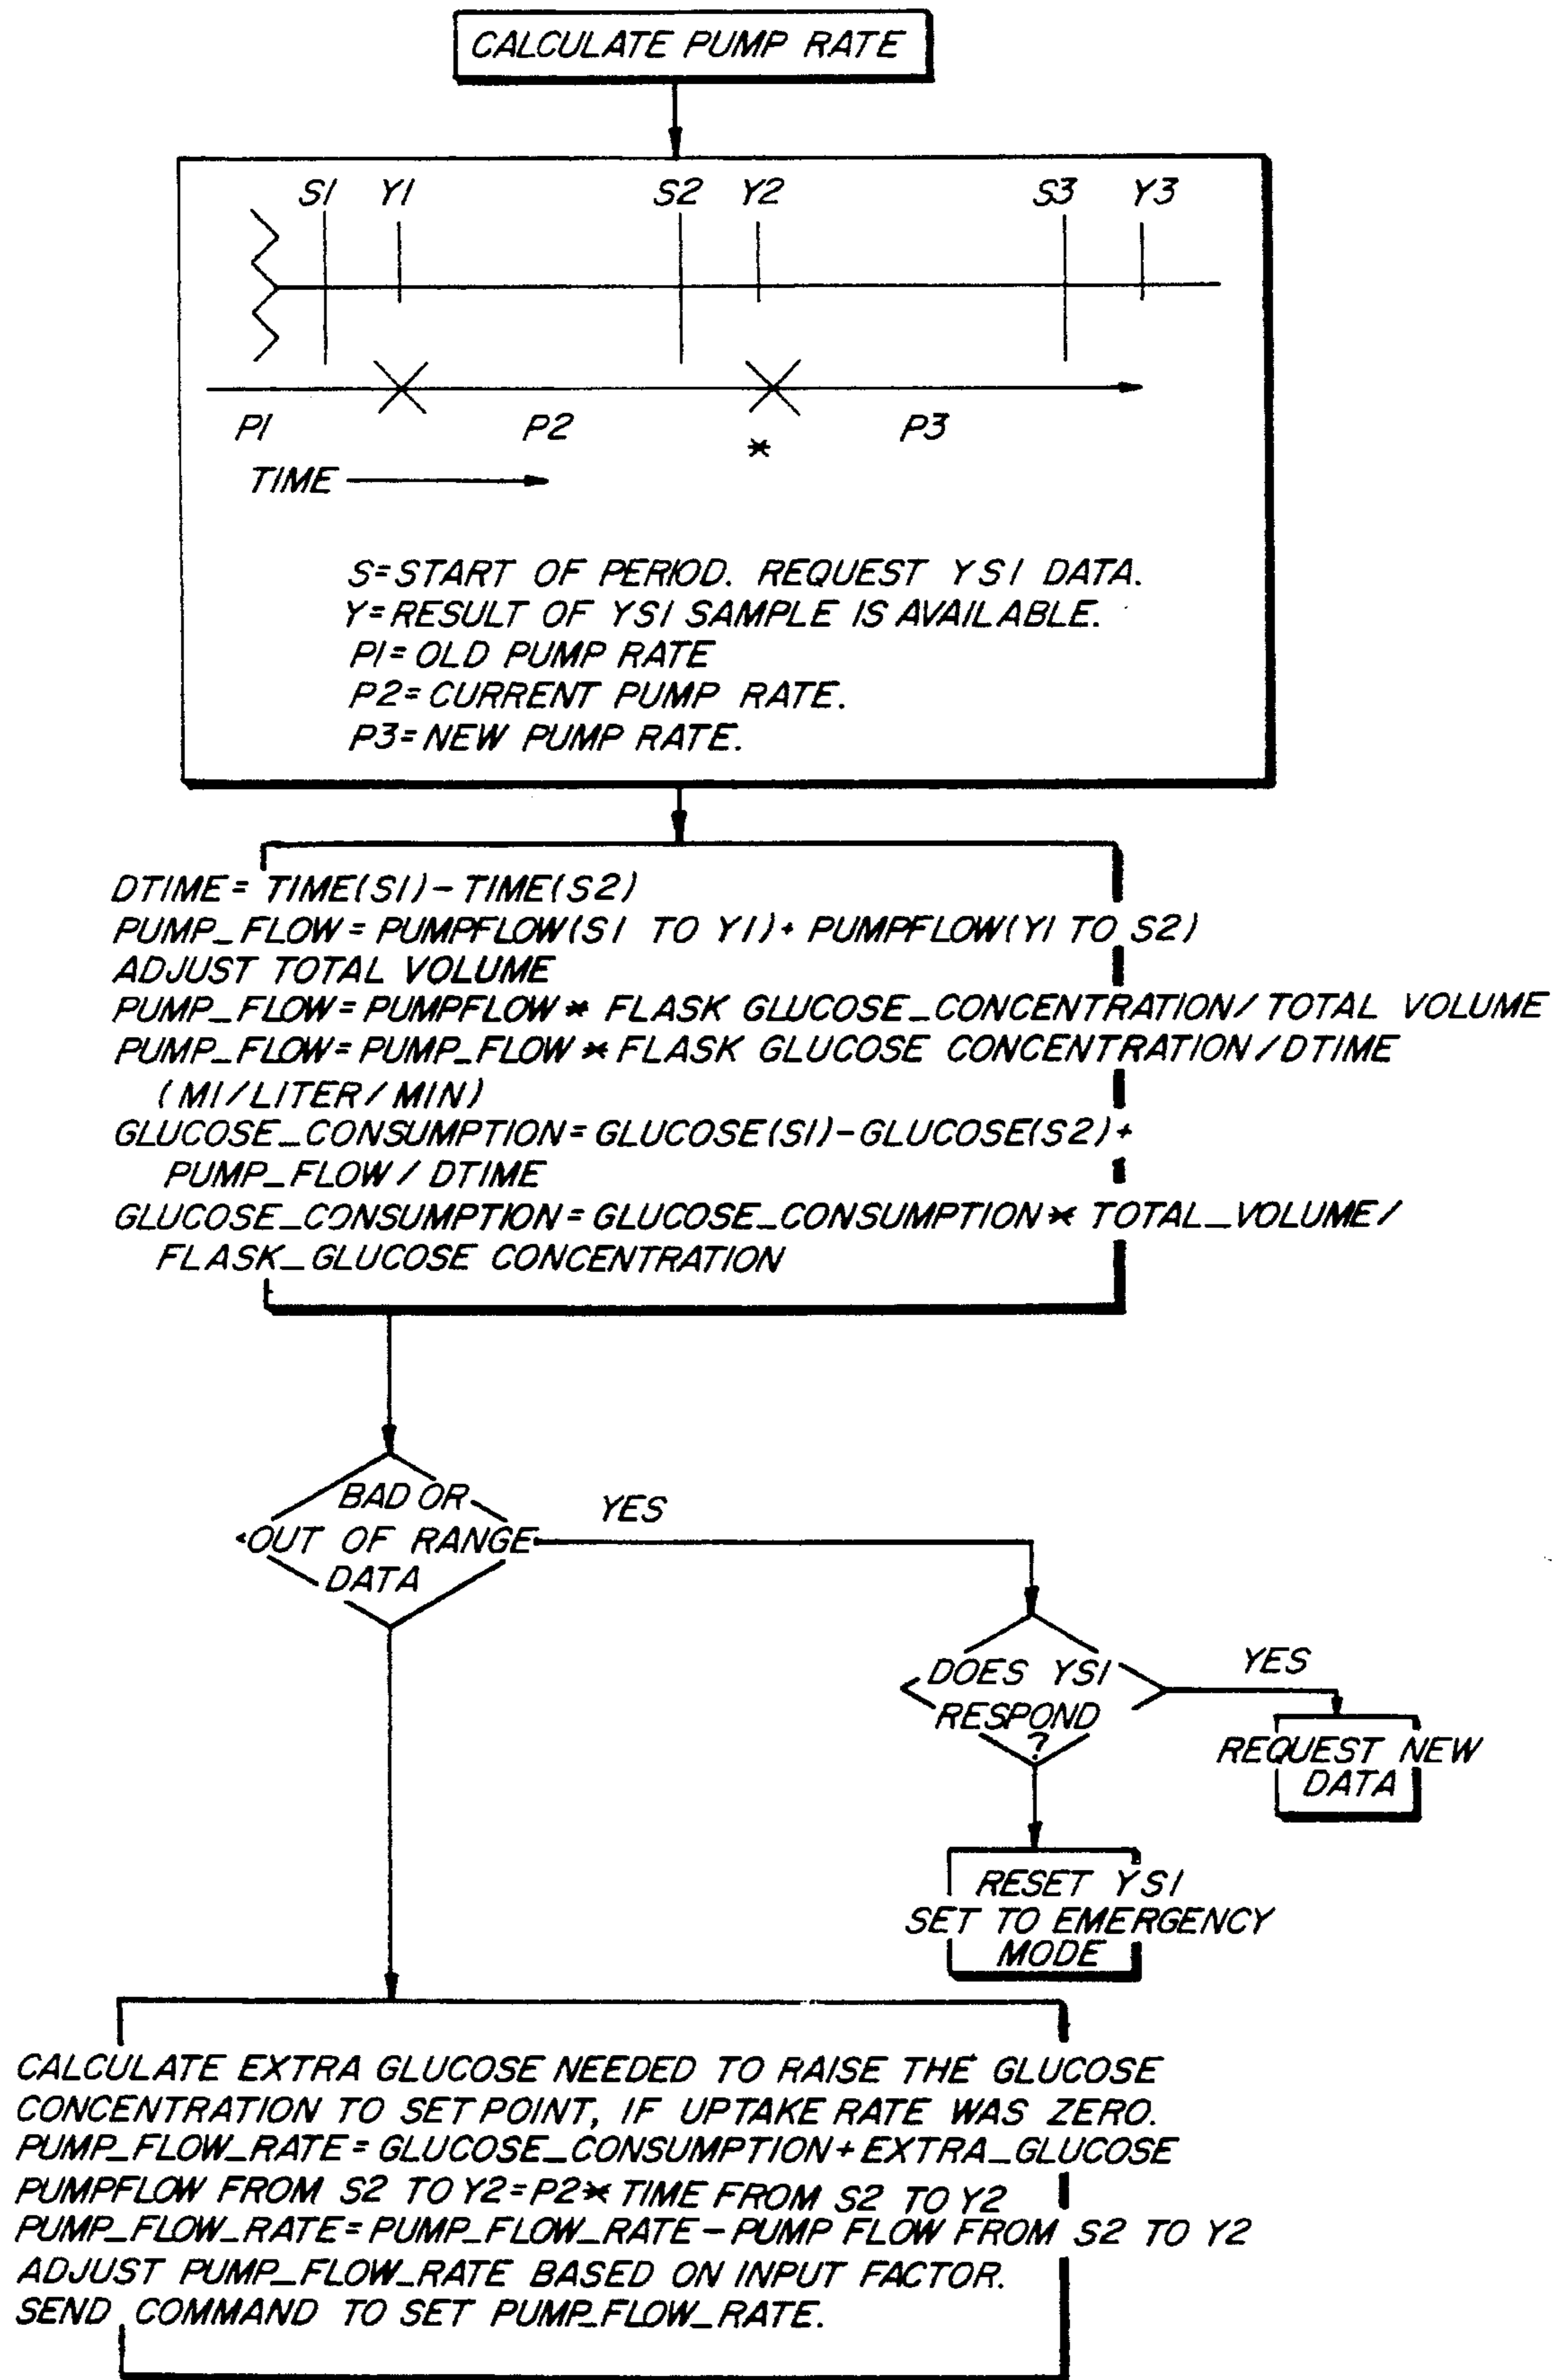 CALCULATE PUMP RATE
S1 Y1 S2 Y2 S3 Y3
P1 P2 * P3
TIME
S=START OF PERIOD. REQUEST YSI DATA.
Y=RESULT OF YSI SAMPLE IS AVAILABLE.
P1=OLD PUMP RATE
P2=CURRENT PUMP RATE.
P3=NEW PUMP RATE.
DTIME= TIME(S1)-TIME(S2)
PUMP_FLOW=PUMPFLOW(S1 TO Y1)+ PUMPFLOW(Y1 TO S2)
ADJUST TOTAL VOLUME
PUMP_FLOW=PUMPFLOW* FLASK GLUCOSE_CONCENTRATION/TOTAL VOLUME
PUMP_FLOW=PUMP_FLOW*FLASK GLUCOSE CONCENTRATION/DTIME
(M1/LITER/MIN)
GLUCOSE_CONSUMPTION=GLUCOSE(S1)-GLUCOSE(S2)+
PUMP_FLOW/DTIME
GLUCOSE_CONSUMPTION=GLUCOSE_CONSUMPTION* TOTAL_VOLUME/
FLASK_GLUCOSE CONCENTRATION
BAD OR
OUT OF RANGE
DATA
YES
DOES YSI
RESPOND
?
YES
REQUEST NEW
DATA
RESET YSI
SET TO EMERGENCY
MODE
CALCULATE EXTRA GLUCOSE NEEDED TO RAISE THE GLUCOSE
CONCENTRATION TO SET POINT, IF UPTAKE RATE WAS ZERO.
PUMP_FLOW_RATE=GLUCOSE_CONSUMPTION+EXTRA_GLUCOSE
PUMPFLOW FROM S2 TO Y2=P2* TIME FROM S2 TO Y2
PUMP_FLOW_RATE=PUMP_FLOW_RATE-PUMP FLOW FROM S2 TO Y2
ADJUST PUMP_FLOW_RATE BASED ON INPUT FACTOR.
SEND COMMAND TO SET PUMP_FLOW_RATE.